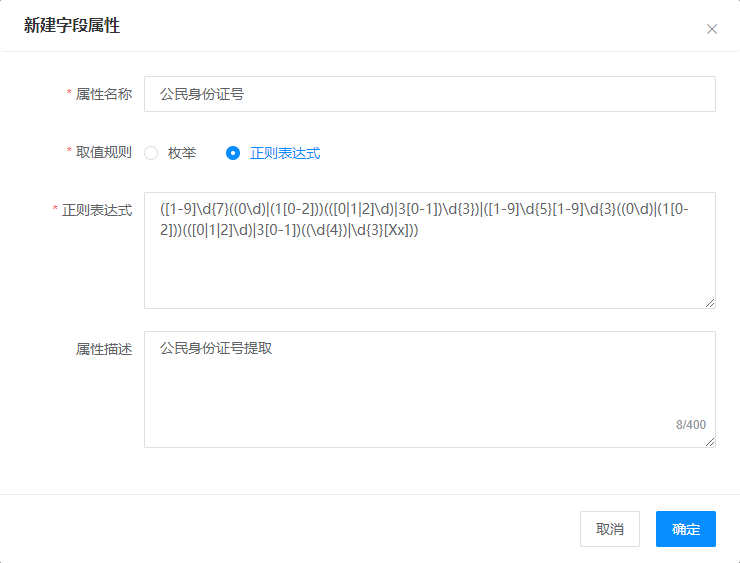 新建字段属性
* 属性名称 公民身份证号
* 取值规则 枚举 正则表达式
* 正则表达式 ([1-9]\d{7}((0\d)|(1[0-2]))(([0|1|2]\d)|3[0-1])\d{3})|([1-9]\d{5}[1-9]\d{3}((0\d)|(1[0-
2]))(([0|1|2]\d)|3[0-1])((\d{4})|\d{3}[Xx]))
属性描述 公民身份证号提取
8/400
取消 确定